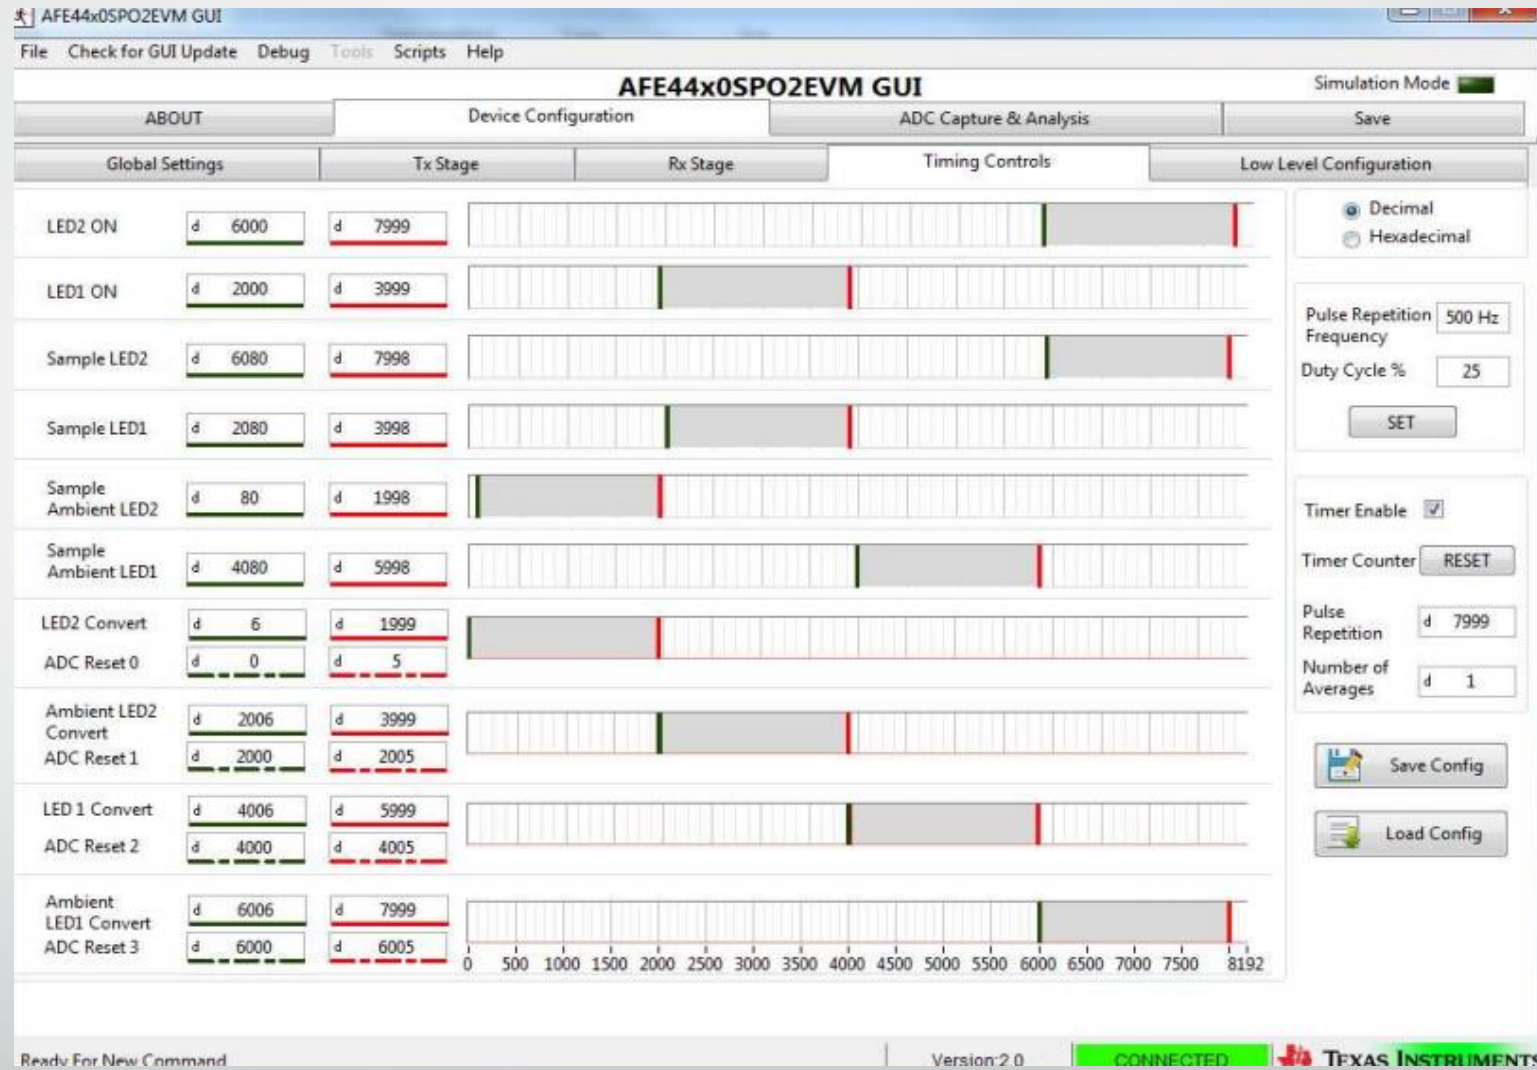 AFE44x0SPO2EVM GUI
File Check for GUI Update Debug Tools Scripts Help
AFE44x0SPO2EVM GUI
Simulation Mode
ABOUT Device Configuration ADC Capture & Analysis Save
Global Settings Tx Stage Rx Stage Timing Controls Low Level Configuration
LED2 ON d 6000 d 7999
LED1 ON d 2000 d 3999
Sample LED2 d 6080 d 7998
Sample LED1 d 2080 d 3998
Sample
Ambient LED2 d 80 d 1998
Sample
Ambient LED1 d 4080 d 5998
LED2 Convert d 6 d 1999
ADC Reset 0 d 0 d 5
Ambient LED2
Convert d 2006 d 3999
ADC Reset 1 d 2000 d 2005
LED 1 Convert d 4006 d 5999
ADC Reset 2 d 4000 d 4005
Ambient
LED1 Convert d 6006 d 7999
ADC Reset 3 d 6000 d 6005
0 500 1000 1500 2000 2500 3000 3500 4000 4500 5000 5500 6000 6500 7000 7500 8192
Decimal
Hexadecimal
Pulse Repetition
Frequency 500 Hz
Duty Cycle % 25
SET
Timer Enable
Timer Counter RESET
Pulse
Repetition d 7999
Number of
Averages d 1
Save Config
Load Config
Ready For New Command Version:2.0 CONNECTED TEXAS INSTRUMENTS